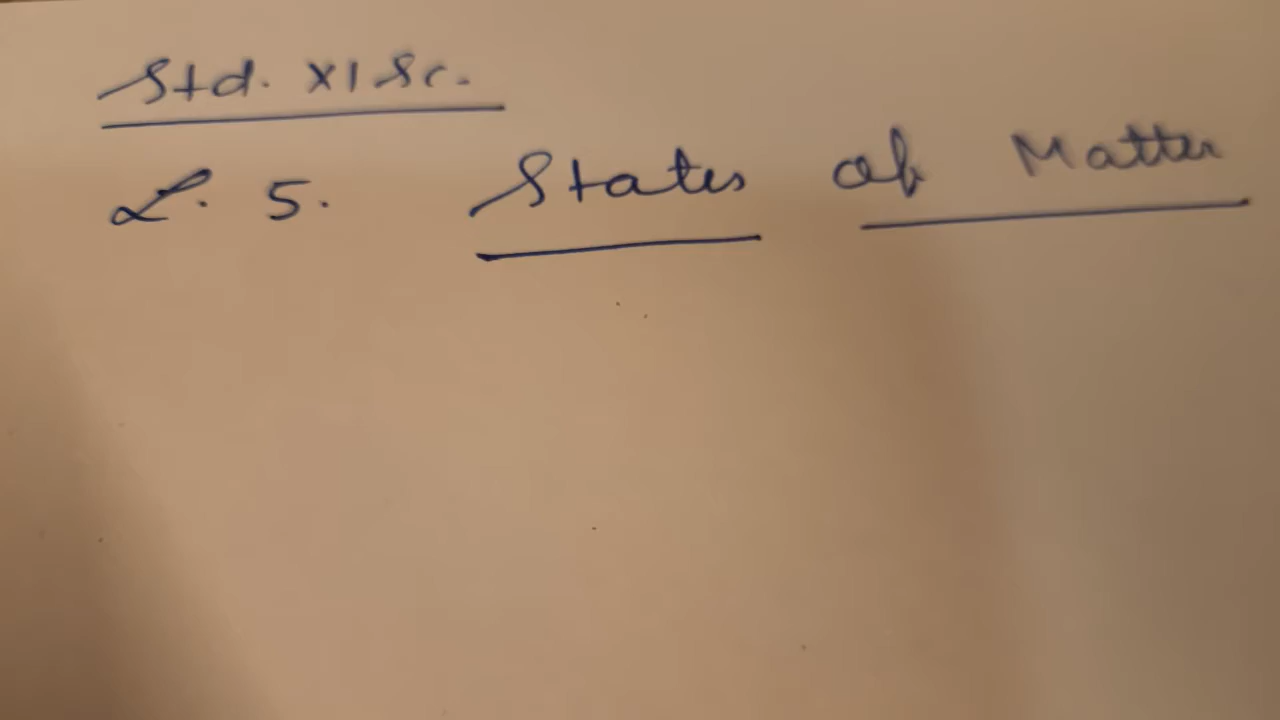 Std. XI Sc.
L. 5. States of Matter